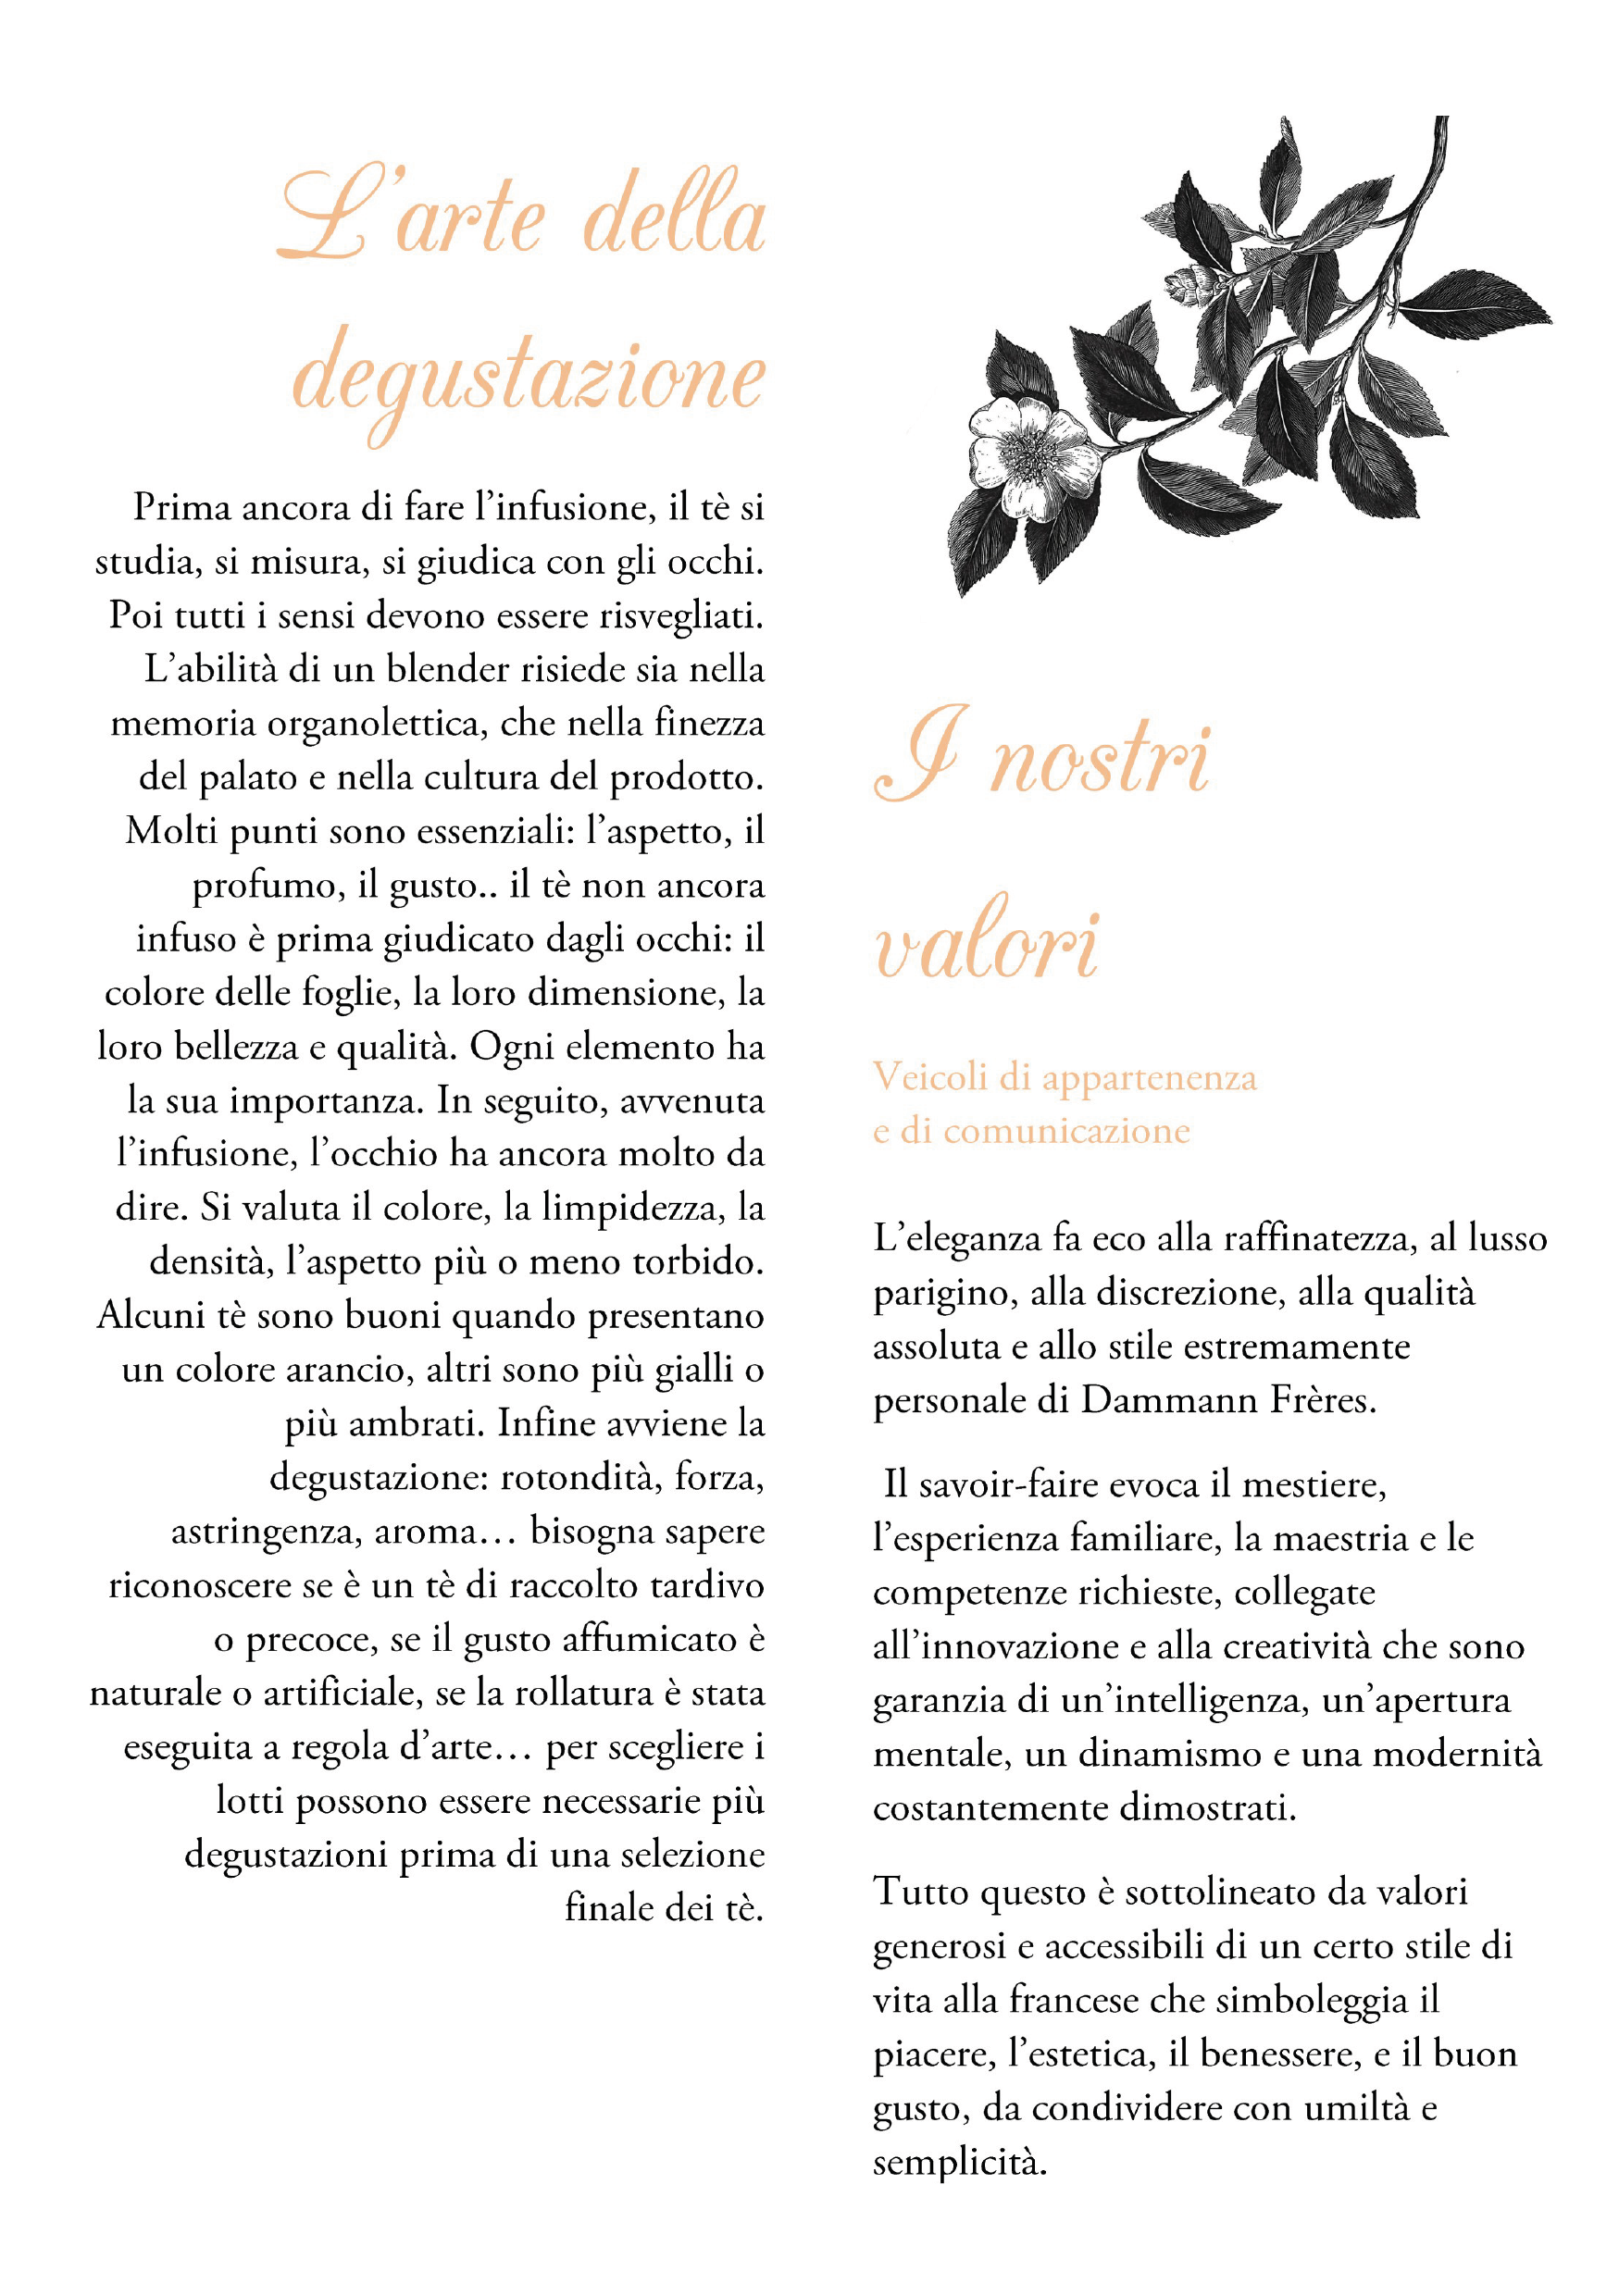 L'arte della
degustazione
Prima ancora di fare l'infusione, il tè si
studia, si misura, si giudica con gli occhi.
Poi tutti i sensi devono essere risvegliati.
L'abilità di un blender risiede sia nella
memoria organolettica, che nella finezza
del palato e nella cultura del prodotto.
Molti punti sono essenziali: l'aspetto, il
profumo, il gusto.. il tè non ancora
infuso è prima giudicato dagli occhi: il
colore delle foglie, la loro dimensione, la
loro bellezza e qualità. Ogni elemento ha
la sua importanza. In seguito, avvenuta
l'infusione, l'occhio ha ancora molto da
dire. Si valuta il colore, la limpidezza, la
densità, l'aspetto più o meno torbido.
Alcuni tè sono buoni quando presentano
un colore arancio, altri sono più gialli o
più ambrati. Infine avviene la
degustazione: rotondità, forza,
astringenza, aroma… bisogna sapere
riconoscere se è un tè di raccolto tardivo
o precoce, se il gusto affumicato è
naturale o artificiale, se la rollatura è stata
eseguita a regola d'arte… per scegliere i
lotti possono essere necessarie più
degustazioni prima di una selezione
finale dei tè.
I nostri
valori
Veicoli di appartenenza
e di comunicazione
L'eleganza fa eco alla raffinatezza, al lusso
parigino, alla discrezione, alla qualità
assoluta e allo stile estremamente
personale di Dammann Frères.
Il savoir-faire evoca il mestiere,
l'esperienza familiare, la maestria e le
competenze richieste, collegate
all'innovazione e alla creatività che sono
garanzia di un'intelligenza, un'apertura
mentale, un dinamismo e una modernità
costantemente dimostrati.
Tutto questo è sottolineato da valori
generosi e accessibili di un certo stile di
vita alla francese che simboleggia il
piacere, l'estetica, il benessere, e il buon
gusto, da condividere con umiltà e
semplicità.